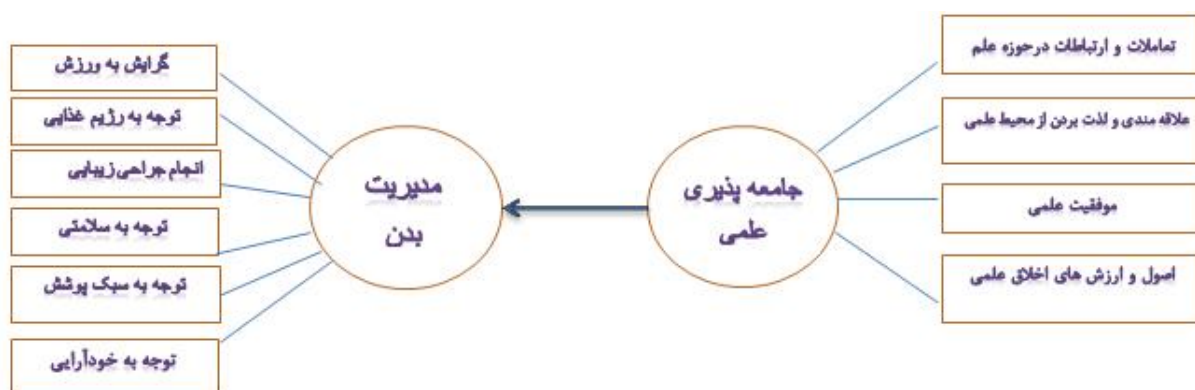 تعاملات و ارتباطات درحوزه علم
علاقه مندی و لذت بردن از محیط علمی
موفقیت علمی
اصول و ارزش های اخلاق علمی
جامعه پذیری
علمی
مدیریت
بدن
گرایش به ورزش
توجه به رژیم غذایی
انجام جراحی زیبایی
توجه به سلامتی
توجه به سبک پوشش
توجه به خودآرایی